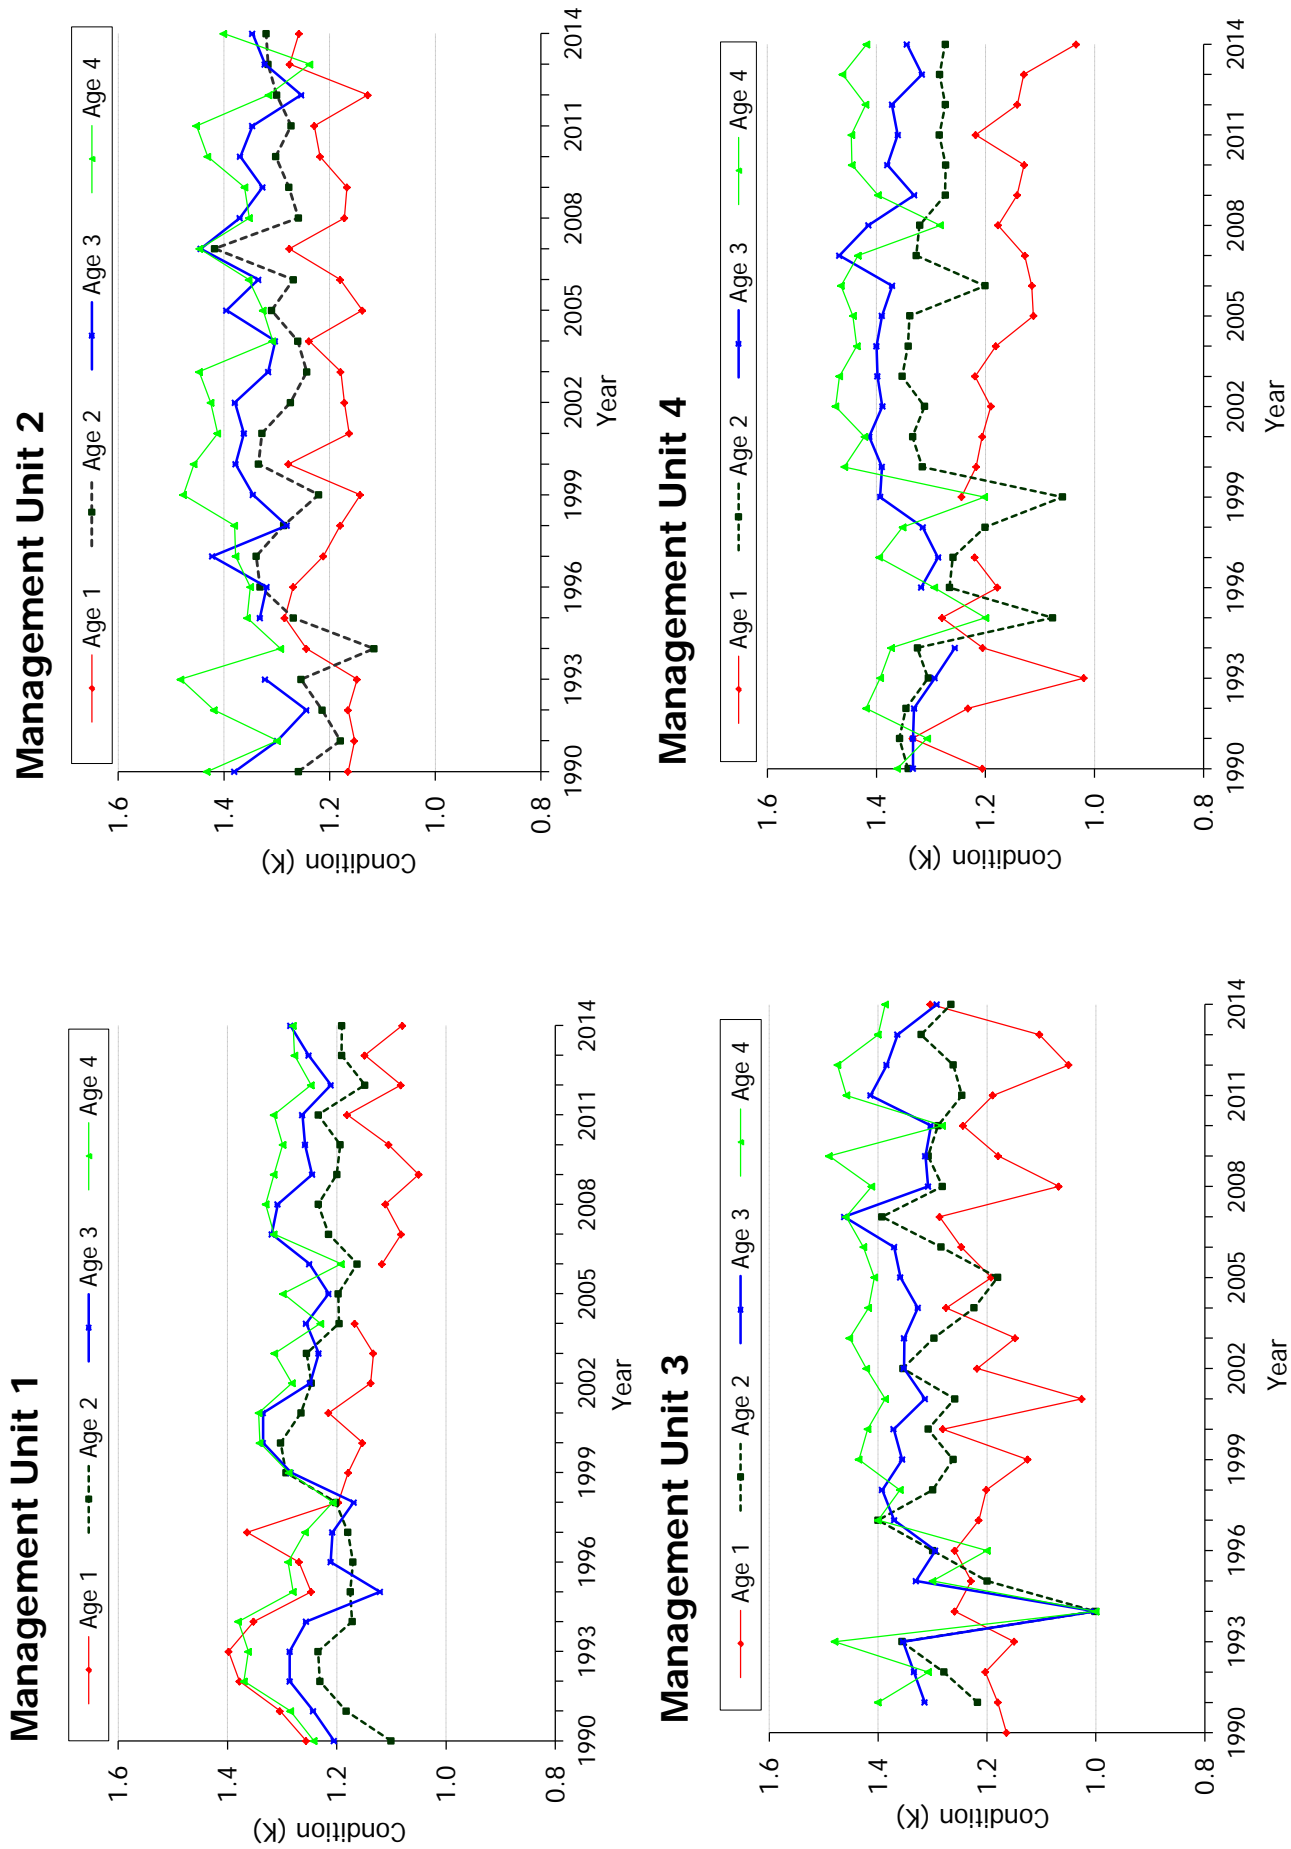 Management Unit 1
Age 1 Age 2 Age 3 Age 4
Condition (K)
1.6
1.4
1.2
1.0
0.8
1990 1993 1996 1999 2002 2005 2008 2011 2014
Year
Management Unit 2
Age 1 Age 2 Age 3 Age 4
Condition (K)
1.6
1.4
1.2
1.0
0.8
1990 1993 1996 1999 2002 2005 2008 2011 2014
Year
Management Unit 3
Age 1 Age 2 Age 3 Age 4
Condition (K)
1.6
1.4
1.2
1.0
0.8
1990 1993 1996 1999 2002 2005 2008 2011 2014
Year
Management Unit 4
Age 1 Age 2 Age 3 Age 4
Condition (K)
1.6
1.4
1.2
1.0
0.8
1990 1993 1996 1999 2002 2005 2008 2011 2014
Year